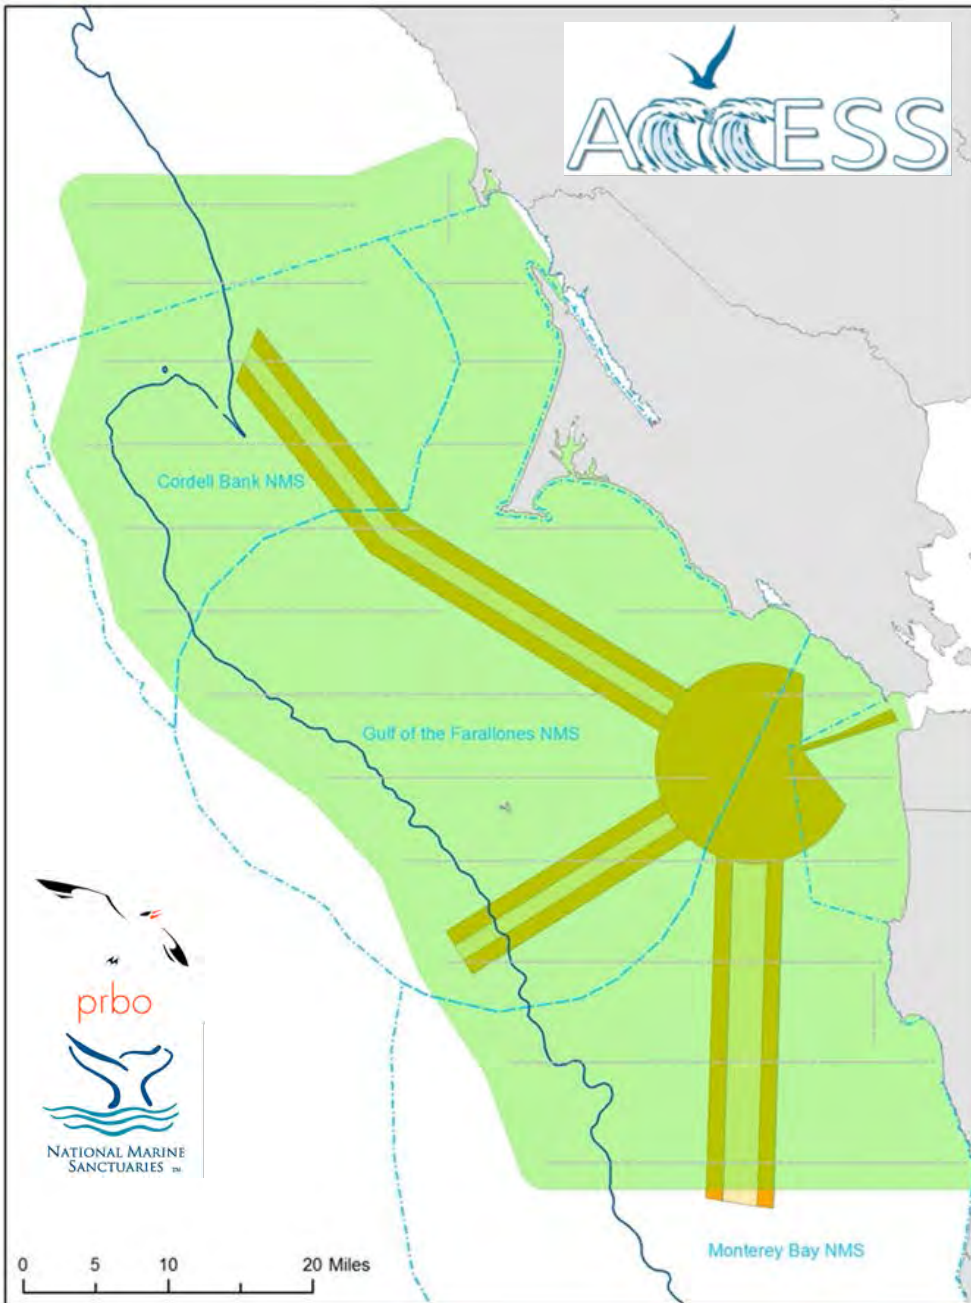 ACCESS
Cordell Bank NMS
Gulf of the Farallones NMS
prbo
NATIONAL MARINE
SANCTUARIES TM
Monterey Bay NMS
0 5 10 20 Miles